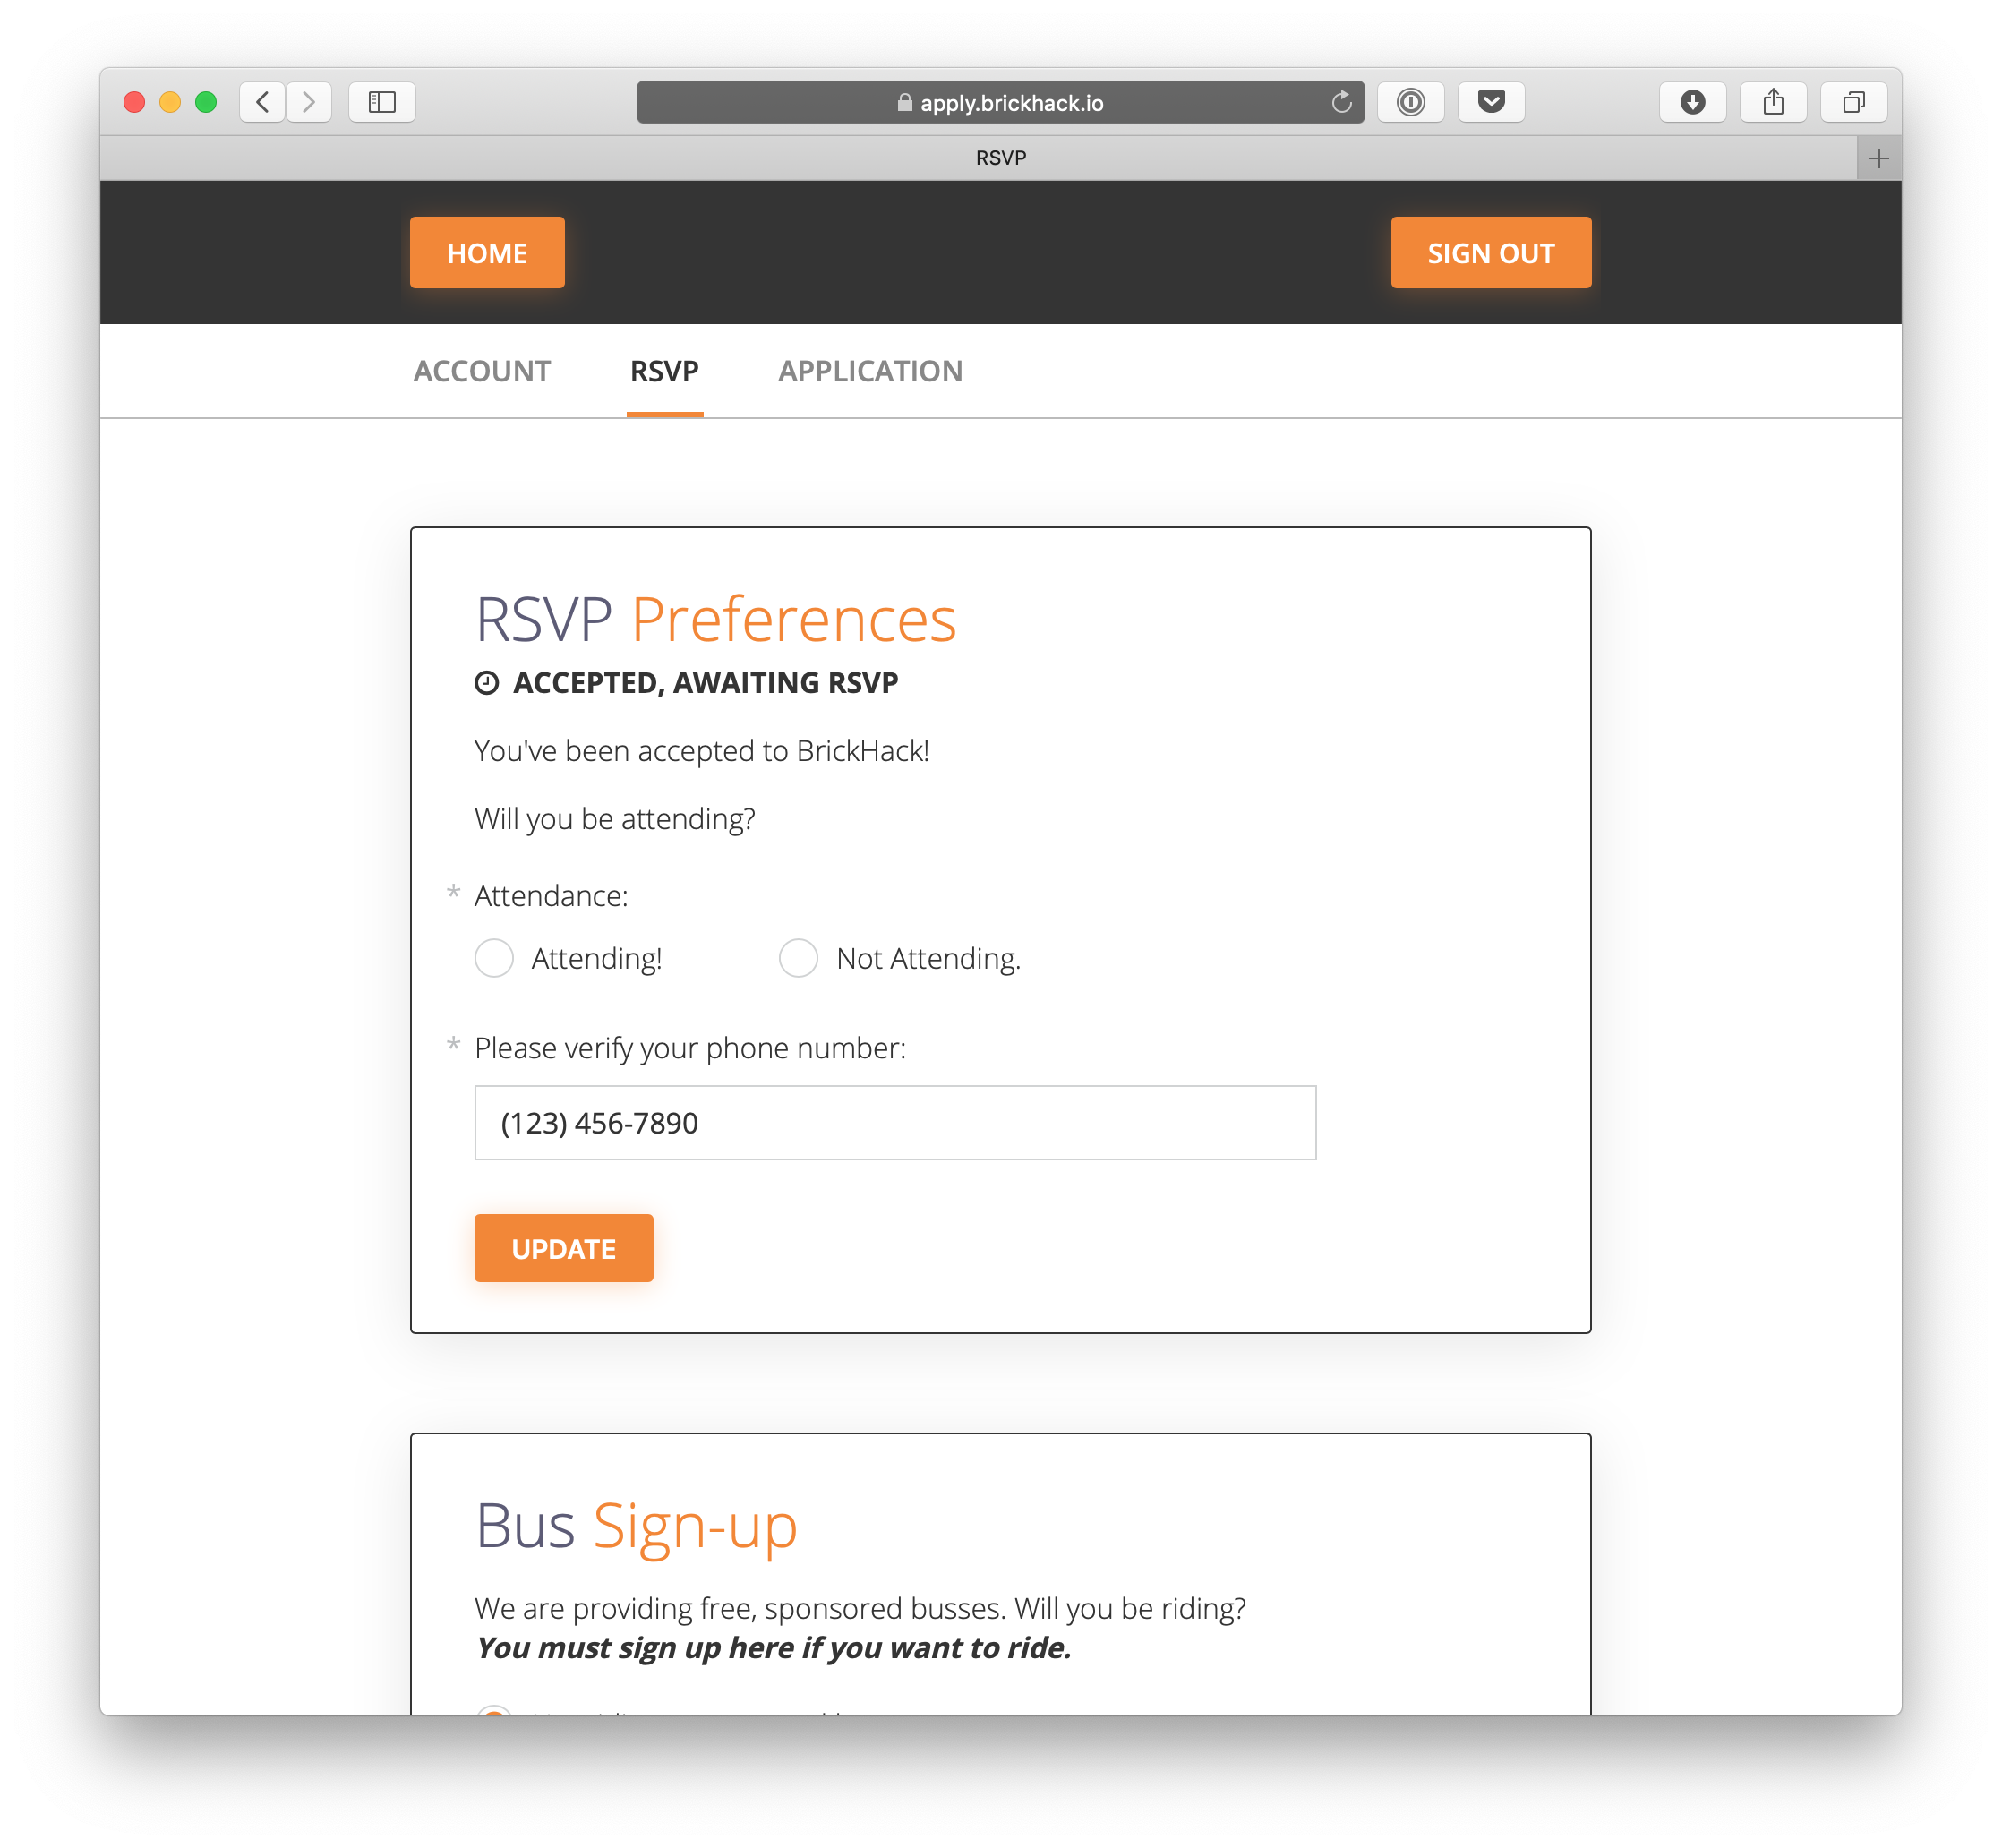 apply.brickhack.io
RSVP
HOME
SIGN OUT
ACCOUNT
RSVP
APPLICATION
RSVP Preferences
ACCEPTED, AWAITING RSVP
You've been accepted to BrickHack!
Will you be attending?
* Attendance:
Attending!
Not Attending.
* Please verify your phone number:
(123) 456-7890
UPDATE
Bus Sign-up
We are providing free, sponsored busses. Will you be riding?
You must sign up here if you want to ride.